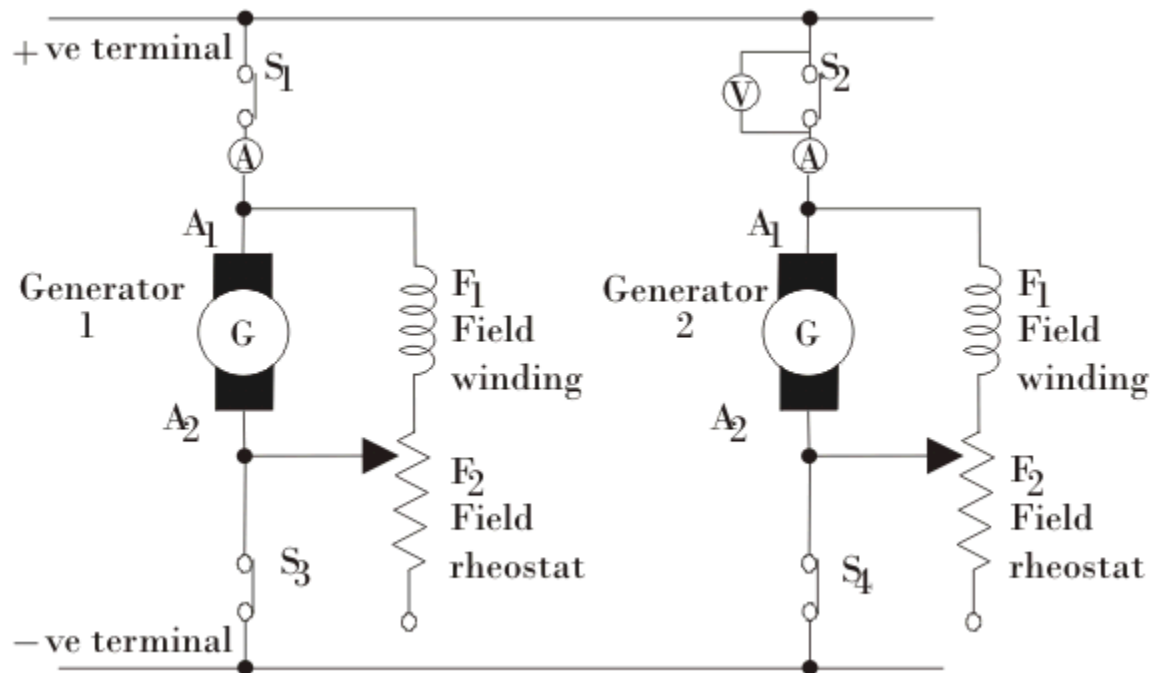 +ve terminal
S1
S2
V
A
A
A1
A1
Generator
1
G
F1
Field
winding
Generator
2
G
F1
Field
winding
A2
A2
F2
Field
rheostat
F2
Field
rheostat
S3
S4
−ve terminal